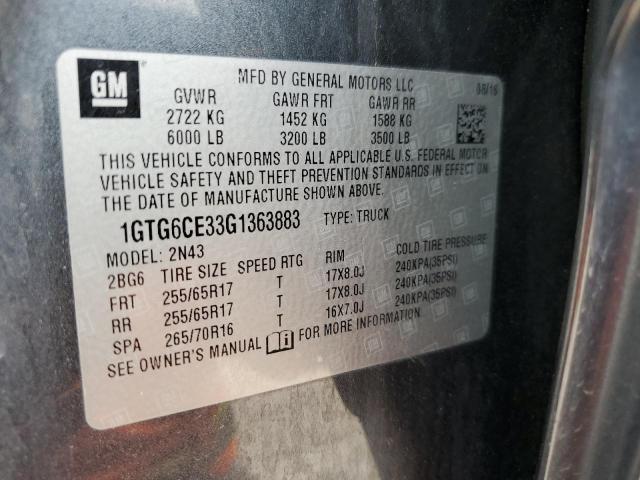 GM
MFD BY GENERAL MOTORS LLC 08/16
GVWR GAWR FRT GAWR RR
2722 KG 1452 KG 1588 KG
6000 LB 3200 LB 3500 LB
THIS VEHICLE CONFORMS TO ALL APPLICABLE U.S. FEDERAL MOTOR
VEHICLE SAFETY AND THEFT PREVENTION STANDARDS IN EFFECT ON
THE DATE OF MANUFACTURE SHOWN ABOVE.
1GTG6CE33G1363883 TYPE: TRUCK
MODEL: 2N43
2BG6 TIRE SIZE SPEED RTG RIM COLD TIRE PRESSURE
FRT 255/65R17 T 17X8.0J 240KPA(35PSI)
RR 255/65R17 T 17X8.0J 240KPA(35PSI)
SPA 265/70R16 T 16X7.0J 240KPA(35PSI)
SEE OWNER'S MANUAL FOR MORE INFORMATION